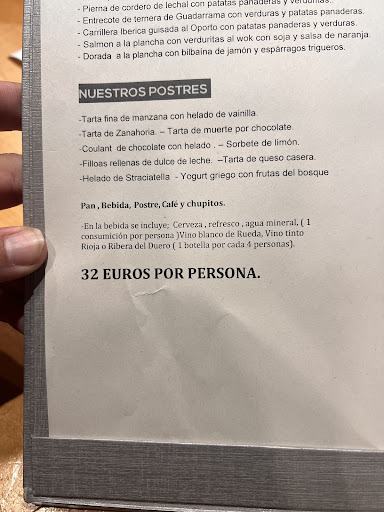 - Pierna de cordero de lechal con patatas panaderas y verduritas..
- Entrecote de ternera de Guadarrama con verduras y patatas panaderas.
- Carrillera Iberica guisada al Oporto con patatas panaderas y verduras.
- Salmon a la plancha con verduritas al wok con soja y salsa de naranja.
- Dorada a la plancha con bilbaina de jamón y espárragos trigueros.
NUESTROS POSTRES
-Tarta fina de manzana con helado de vainilla.
-Tarta de Zanahoria. – Tarta de muerte por chocolate.
-Coulant de chocolate con helado . – Sorbete de limón.
-Filloas rellenas de dulce de leche. –Tarta de queso casera.
-Helado de Straciatella - Yogurt griego con frutas del bosque
Pan , Bebida, Postre, Café y chupitos.
-En la bebida se incluye; Cerveza , refresco , agua mineral, ( 1
consumición por persona )Vino blanco de Rueda, Vino tinto
Rioja o Ribera del Duero ( 1 botella por cada 4 personas).
32 EUROS POR PERSONA.